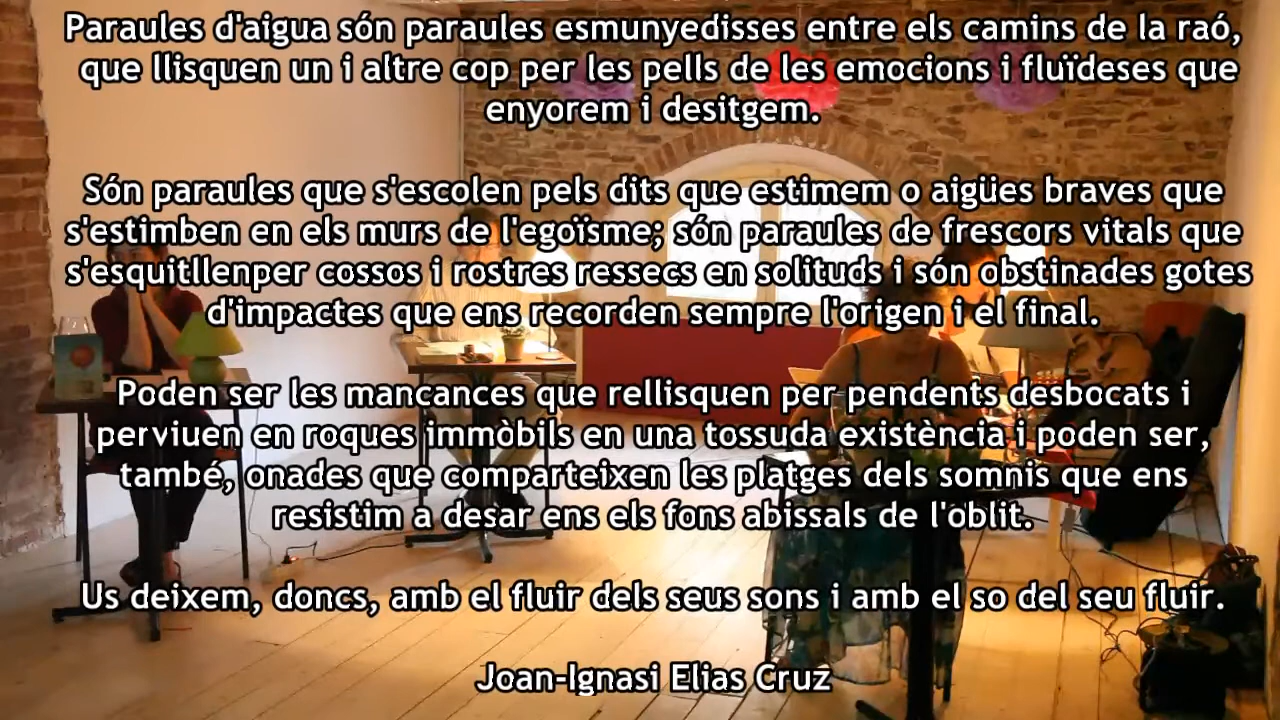 Paraules d'aigua són paraules esmunyedisses entre els camins de la raó,
que llisquen un i altre cop per les pells de les emocions i fluïdeses que
enyorem i desitgem.
Són paraules que s'escolen pels dits que estimem o aigües braves que
s'estimben en els murs de l'egoïsme; són paraules de frescors vitals que
s'esquitllenper cossos i rostres ressecs en solituds i són obstinades gotes
d'impactes que ens recorden sempre l'origen i el final.
Poden ser les mancances que rellisquen per pendents desbocats i
perviuen en roques immòbils en una tossuda existència i poden ser,
també, onades que comparteixen les platges dels somnis que ens
resistim a desar ens els fons abissals de l'oblit.
Us deixem, doncs, amb el fluir dels seus sons i amb el so del seu fluir.
Joan-Ignasi Elias Cruz